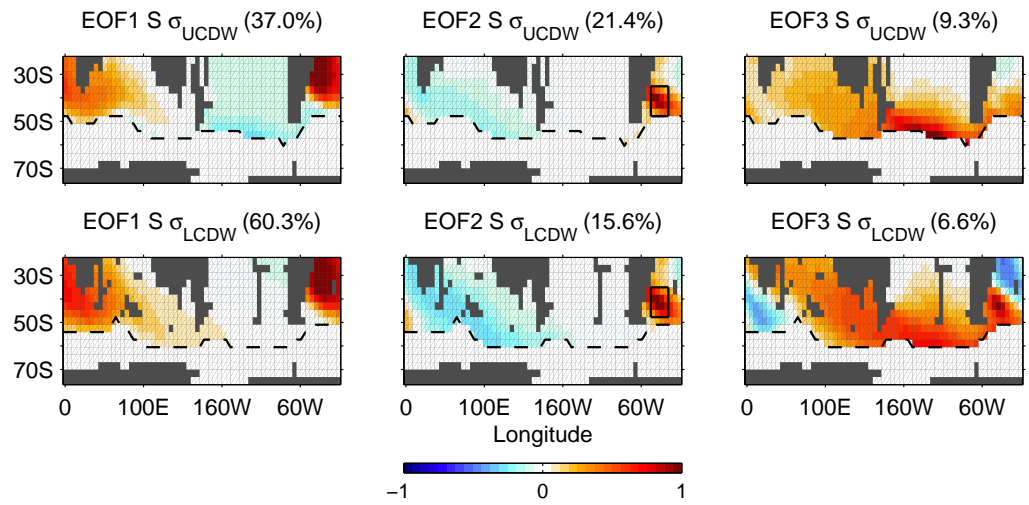 EOF1 S σUCDW (37.0%) EOF2 S σUCDW (21.4%) EOF3 S σUCDW (9.3%)
30S
50S
70S
EOF1 S σLCDW (60.3%) EOF2 S σLCDW (15.6%) EOF3 S σLCDW (6.6%)
30S
50S
70S
0 100E 160W 60W 0 100E 160W 60W 0 100E 160W 60W
Longitude
−1 0 1